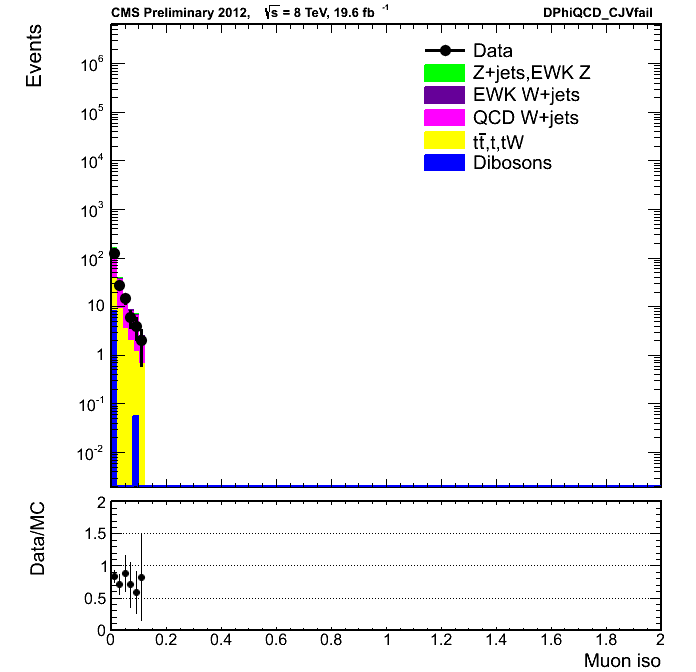 CMS Preliminary 2012, √s = 8 TeV, 19.6 fb⁻¹ DPhiQCD_CJVfail
Events
Data
Z+jets,EWK Z
EWK W+jets
QCD W+jets
tt̄,t,tW
Dibosons
10⁶
10⁵
10⁴
10³
10²
10
1
10⁻¹
10⁻²
Data/MC
2
1.5
1
0.5
0
0 0.2 0.4 0.6 0.8 1 1.2 1.4 1.6 1.8 2
Muon iso